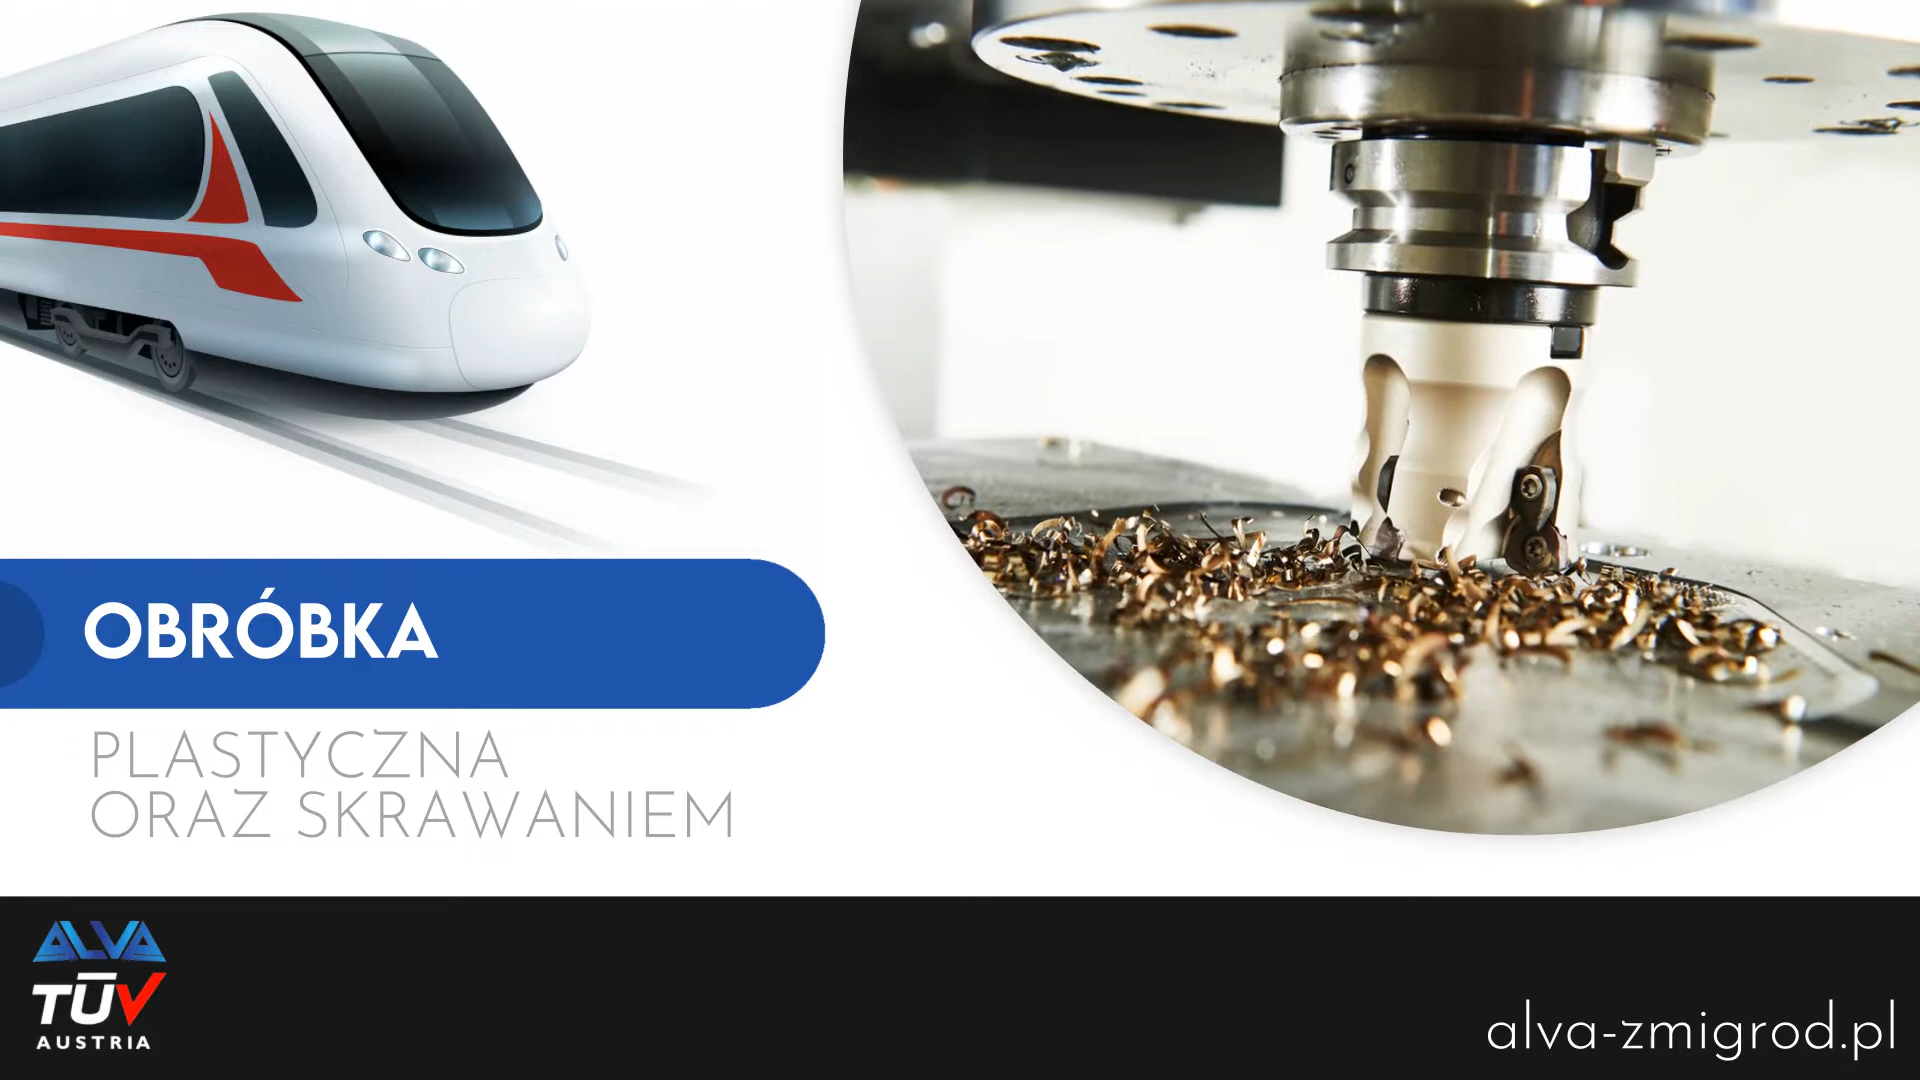 OBRÓBKA
PLASTYCZNA
ORAZ SKRAWANIEM
ALVA
TÜV
AUSTRIA
alva-zmigrod.pl